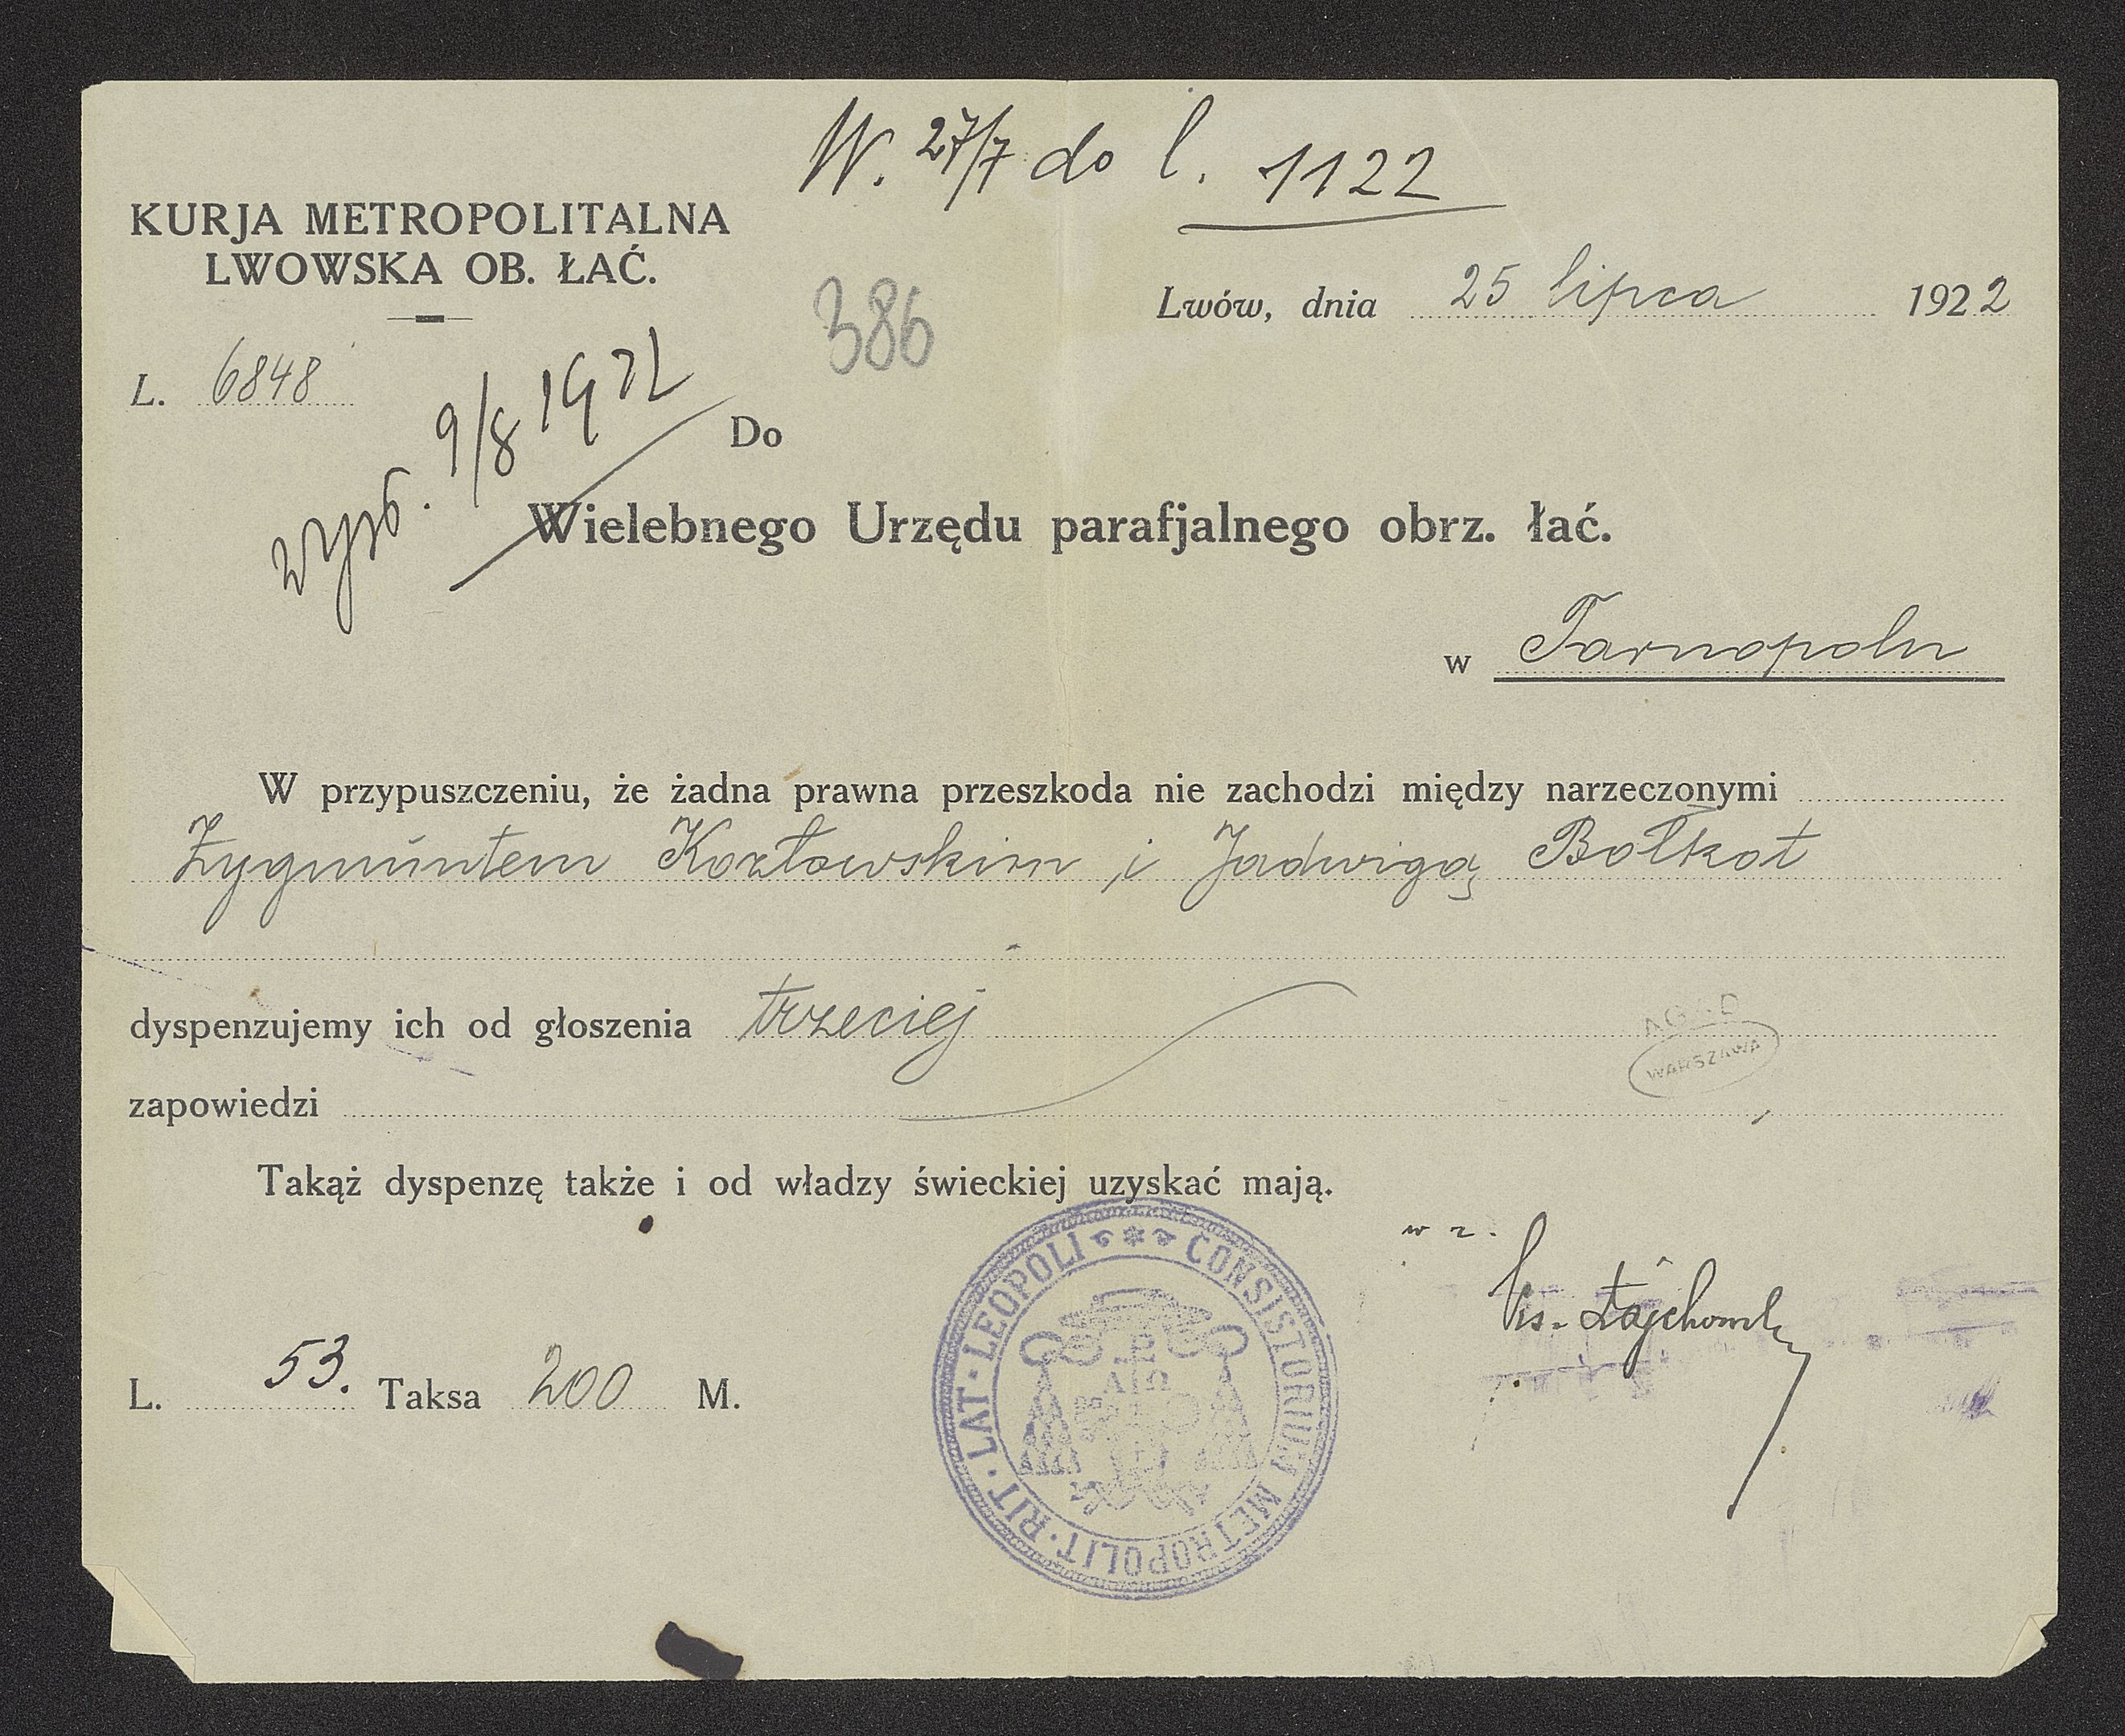 W. 27/7 do l. 1122
KURJA METROPOLITALNA
LWOWSKA OB. ŁAĆ.
Lwów, dnia 25 lipca 1922
386
L. 6848
9/8 1922
Do
Wielebnego Urzędu parafjalnego obrz. łać.
w Tarnopolu
W przypuszczeniu, że żadna prawna przeszkoda nie zachodzi między narzeczonymi
Zygmuntem Kozłowskim i Jadwigą Bołkot
dyspenzujemy ich od głoszenia trzeciej
zapowiedzi
AGAD
WARSZAWA
Takąż dyspenzę także i od władzy świeckiej uzyskać mają.
w z.
L. 53. Taksa 200 M.
CONSISTORIUM METROPOLIT · RIT · LAT · LEOPOLI